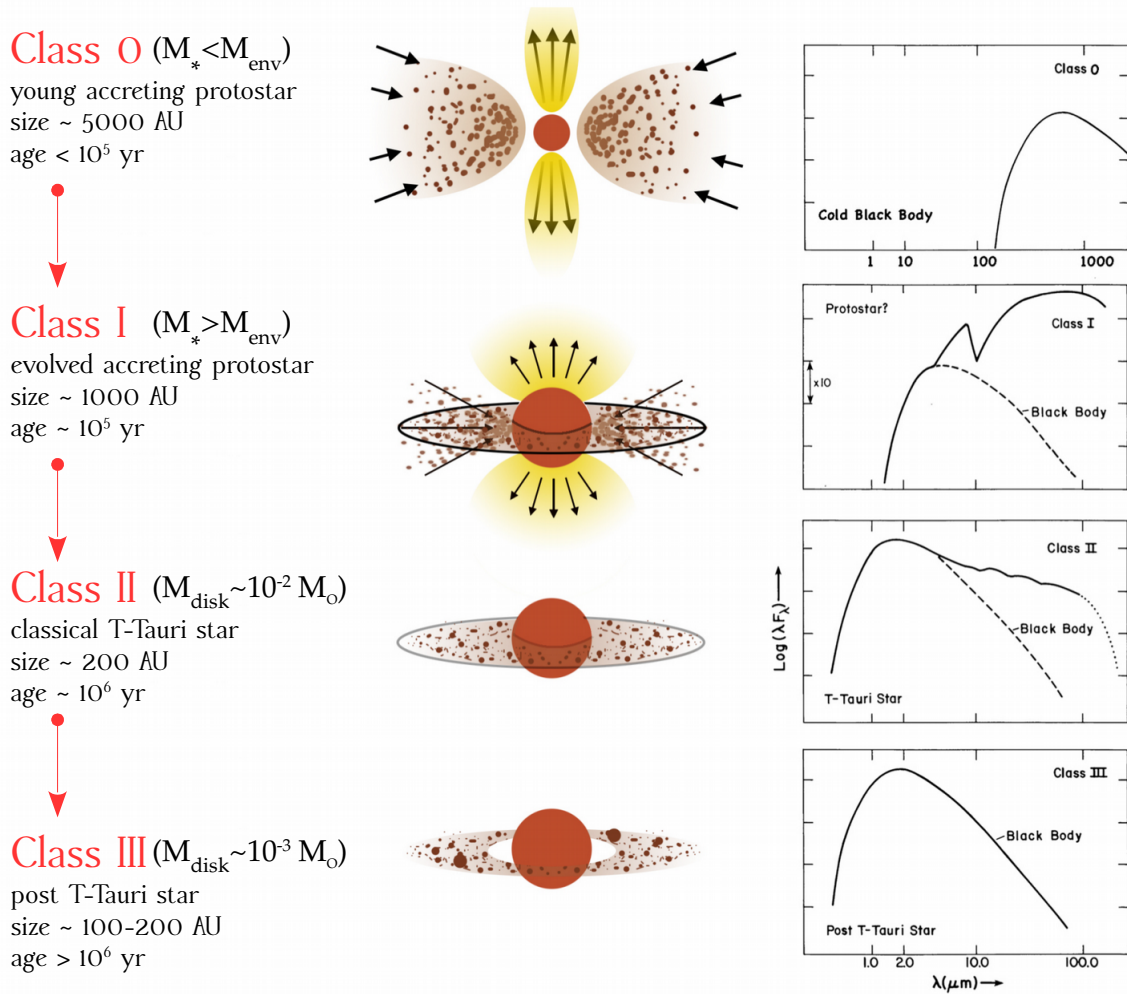 Class 0 (M*<Menv)
young accreting protostar
size ~ 5000 AU
age < 10⁵ yr
Class I (M*>Menv)
evolved accreting protostar
size ~ 1000 AU
age ~ 10⁵ yr
Class II (Mdisk~10⁻² M₀)
classical T-Tauri star
size ~ 200 AU
age ~ 10⁶ yr
Class III (Mdisk~10⁻³ M₀)
post T-Tauri star
size ~ 100-200 AU
age > 10⁶ yr
Class 0
Cold Black Body
1 10 100 1000
Protostar?
Class I
x10
Black Body
Class II
Black Body
T-Tauri Star
Log (λFλ)
Class III
Black Body
Post T-Tauri Star
1.0 2.0 10.0 100.0
λ(μm)